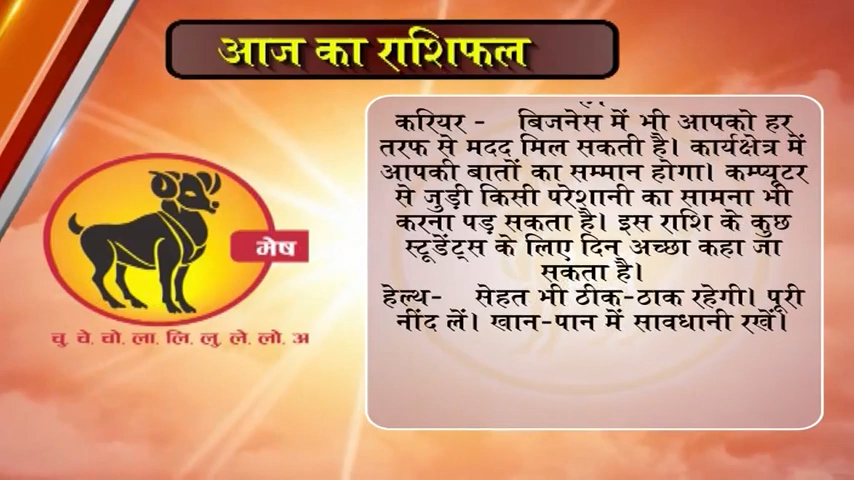 आज का राशिफल
करियर - बिजनेस में भी आपको हर
तरफ से मदद मिल सकती है। कार्यक्षेत्र में
आपकी बातों का सम्मान होगा। कम्प्यूटर
से जुड़ी किसी परेशानी का सामना भी
करना पड़ सकता है। इस राशि के कुछ
स्टूडेंट्स के लिए दिन अच्छा कहा जा
सकता है।
हेल्थ- सेहत भी ठीक-ठाक रहेगी। पूरी
नींद लें। खान-पान में सावधानी रखें।
मेष
चु, चे, चो, ला, लि, लु, ले, लो, अ